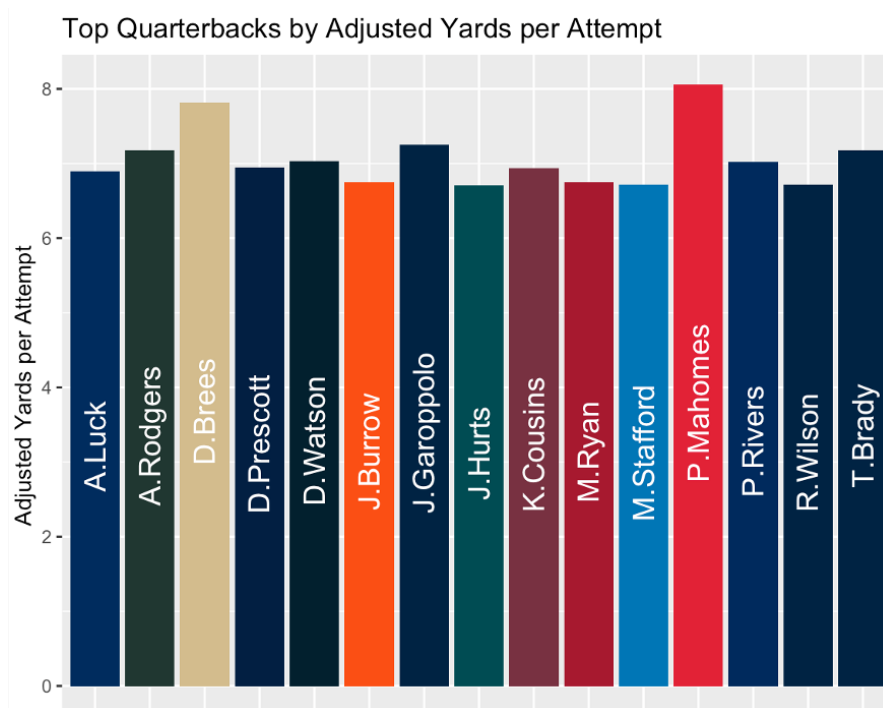 Top Quarterbacks by Adjusted Yards per Attempt
Adjusted Yards per Attempt
8
6
4
2
0
A.Luck
A.Rodgers
D.Brees
D.Prescott
D.Watson
J.Burrow
J.Garoppolo
J.Hurts
K.Cousins
M.Ryan
M.Stafford
P.Mahomes
P.Rivers
R.Wilson
T.Brady